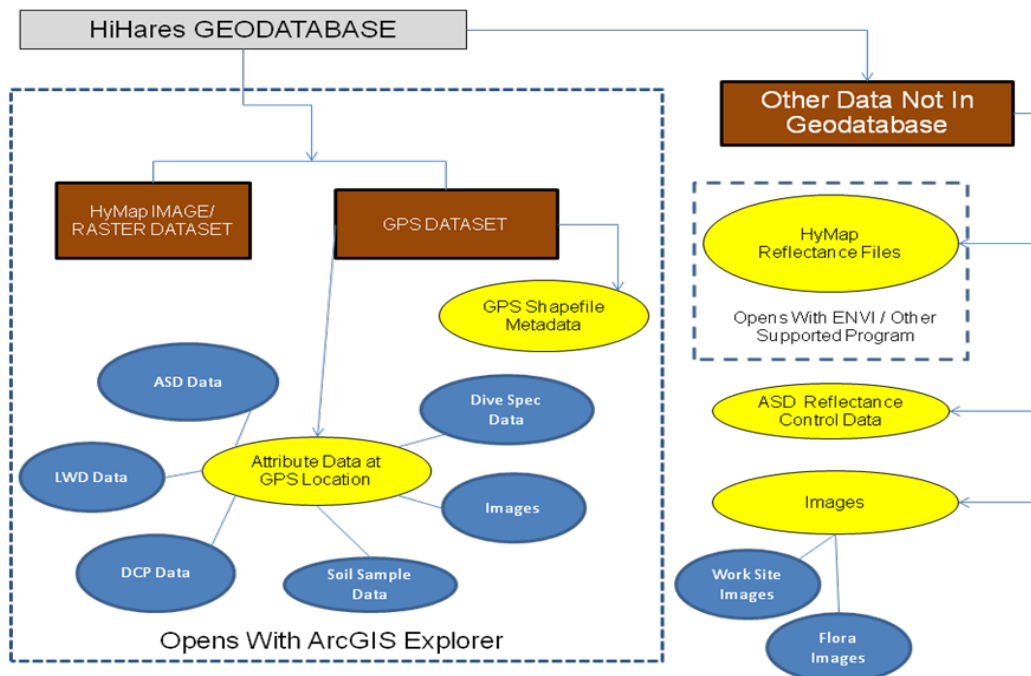 HiHares GEODATABASE
Other Data Not In
Geodatabase
HyMap IMAGE/
RASTER DATASET
GPS DATASET
HyMap
Reflectance Files
GPS Shapefile
Metadata
Opens With ENVI / Other
Supported Program
ASD Data
Dive Spec
Data
ASD Reflectance
Control Data
LWD Data
Attribute Data at
GPS Location
Images
Images
DCP Data
Soil Sample
Data
Work Site
Images
Flora
Images
Opens With ArcGIS Explorer